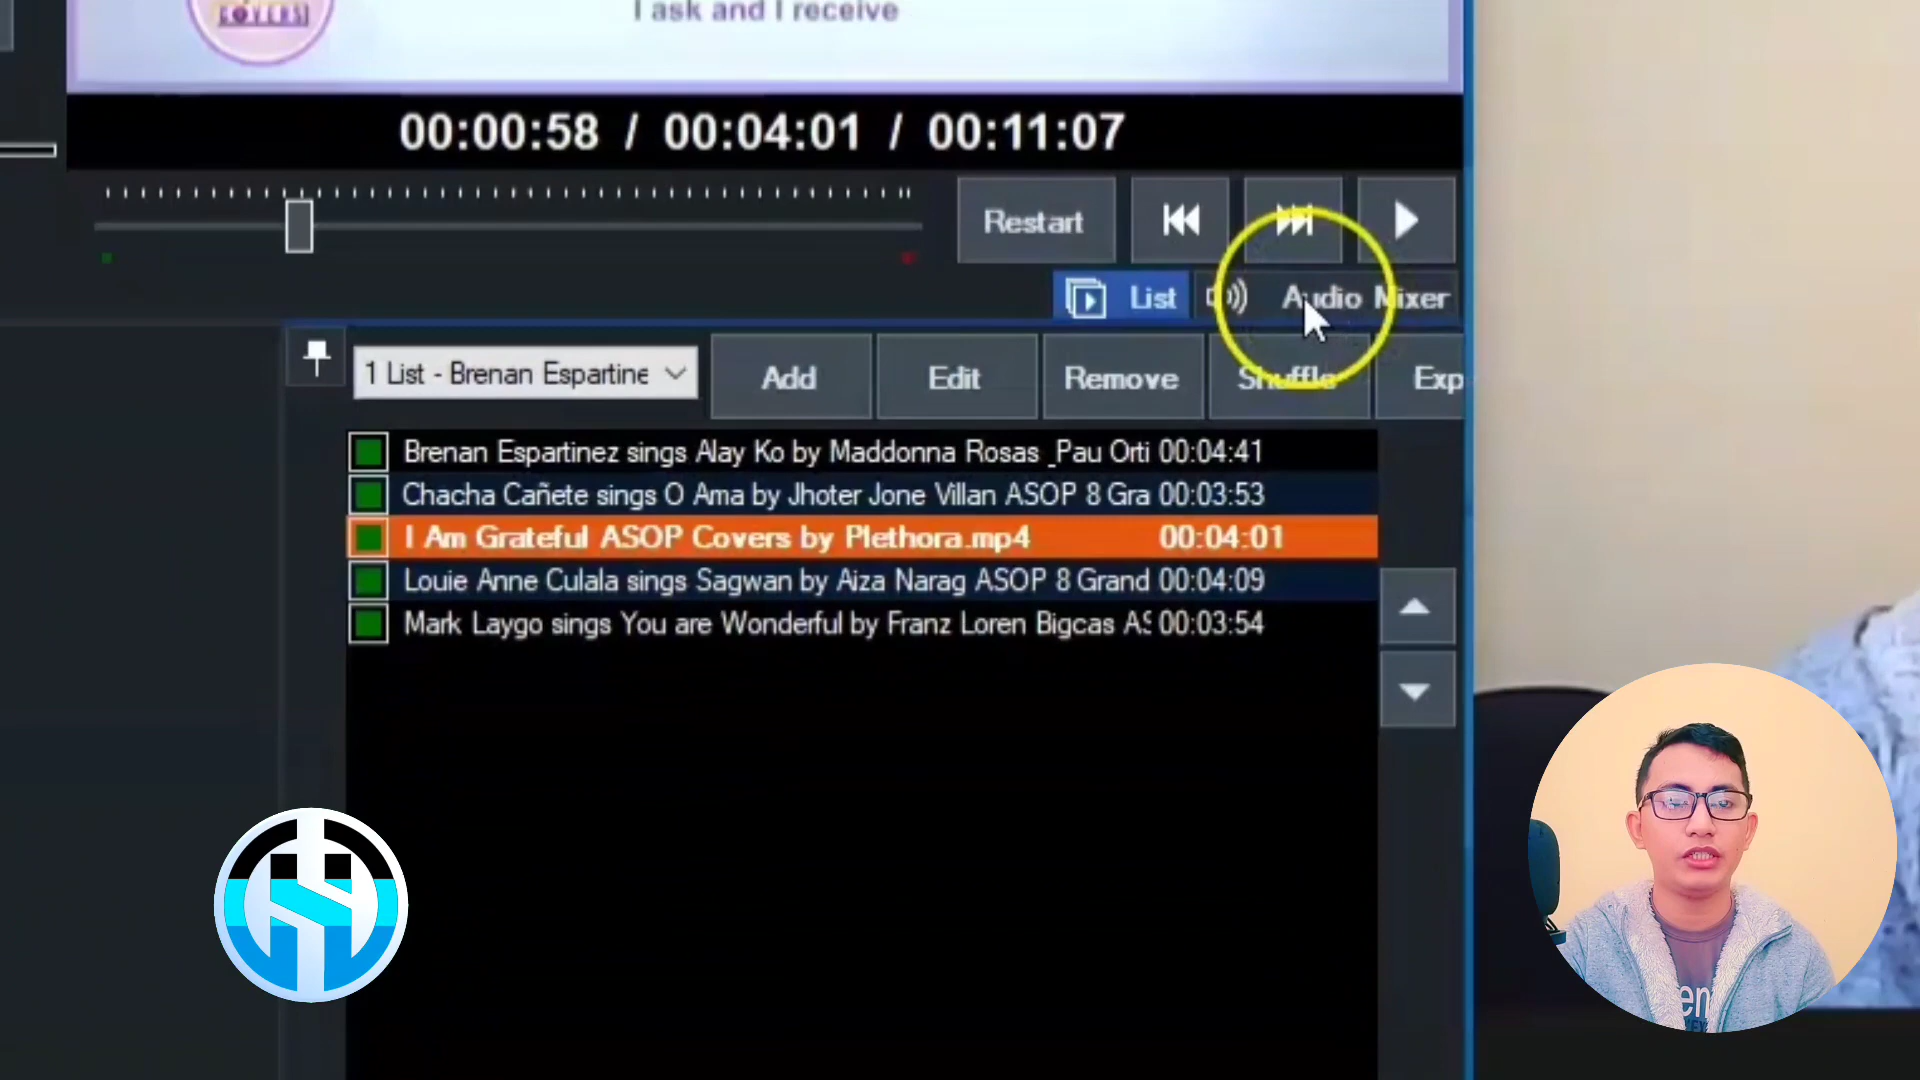 COVERS
I ask and I receive
00:00:58 / 00:04:01 / 00:11:07
Restart
List
Audio Mixer
1 List - Brenan Espartine
Add
Edit
Remove
Shuffle
Exp
Brenan Espartinez sings Alay Ko by Maddonna Rosas _Pau Orti 00:04:41
Chacha Cañete sings O Ama by Jhoter Jone Villan ASOP 8 Gra 00:03:53
I Am Grateful ASOP Covers by Plethora.mp4 00:04:01
Louie Anne Culala sings Sagwan by Aiza Narag ASOP 8 Grand 00:04:09
Mark Laygo sings You are Wonderful by Franz Loren Bigcas AS 00:03:54
en